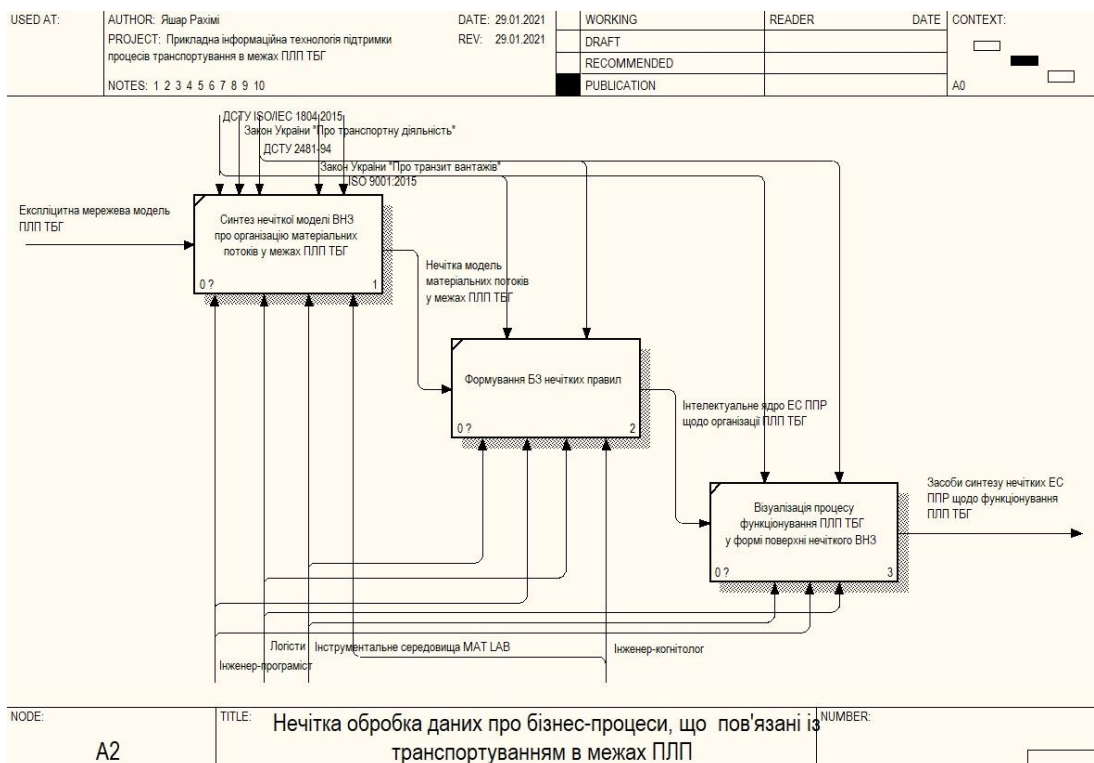 USED AT:
AUTHOR: Яшар Рахімі
DATE: 29.01.2021
WORKING
READER
DATE
CONTEXT:
PROJECT: Прикладна інформаційна технологія підтримки
REV: 29.01.2021
DRAFT
процесів транспортування в межах ПЛП ТБГ
RECOMMENDED
NOTES: 1 2 3 4 5 6 7 8 9 10
PUBLICATION
A0
ДСТУ ISO/IEC 1804:2015
Закон України "Про транспортну діяльність"
ДСТУ 2481-94
Закон України "Про транзит вантажів"
ISO 9001:2015
Експліцитна мережева модель
ПЛП ТБГ
Синтез нечіткої моделі ВНЗ
про організацію матеріальних
потоків у межах ПЛП ТБГ
0 ?
1
Нечітка модель
матеріальних потоків
у межах ПЛП ТБГ
Формування БЗ нечітких правил
0 ?
2
Інтелектуальне ядро ЕС ППР
щодо організації ПЛП ТБГ
Візуалізація процесу
функціонування ПЛП ТБГ
у формі поверхні нечіткого ВНЗ
0 ?
3
Засоби синтезу нечітких ЕС
ППР щодо функціонування
ПЛП ТБГ
Логісти
Інструментальне середовища MAT LAB
Інженер-когнітолог
Інженер-програміст
NODE:
TITLE:
Нечітка обробка даних про бізнес-процеси, що пов'язані із
транспортуванням в межах ПЛП
NUMBER:
A2